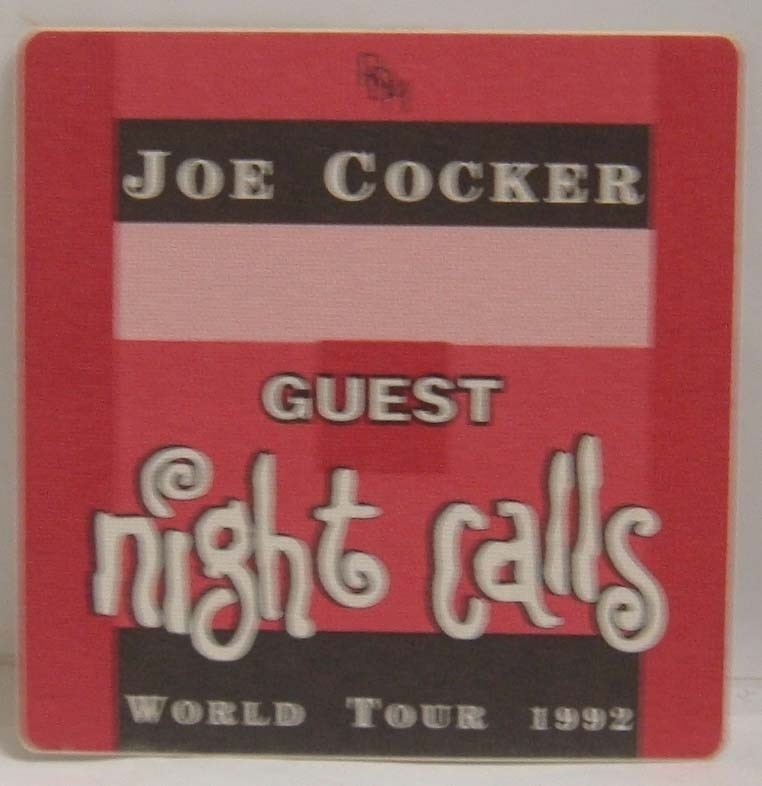 JOE COCKER
GUEST
night calls
WORLD TOUR 1992